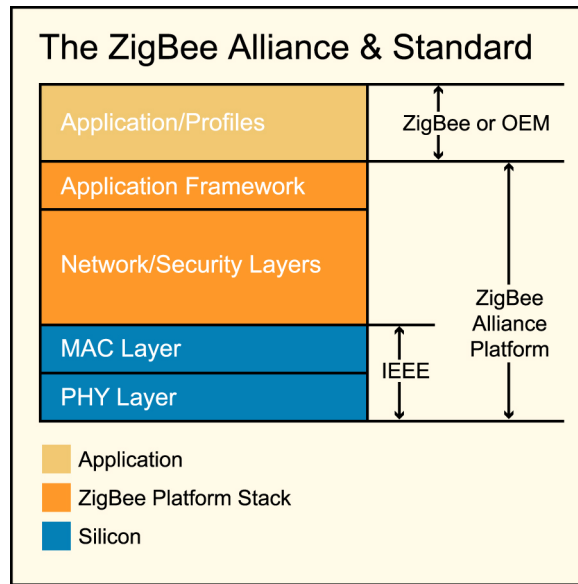 The ZigBee Alliance & Standard
Application/Profiles
ZigBee or OEM
Application Framework
Network/Security Layers
ZigBee
Alliance
Platform
MAC Layer
IEEE
PHY Layer
Application
ZigBee Platform Stack
Silicon